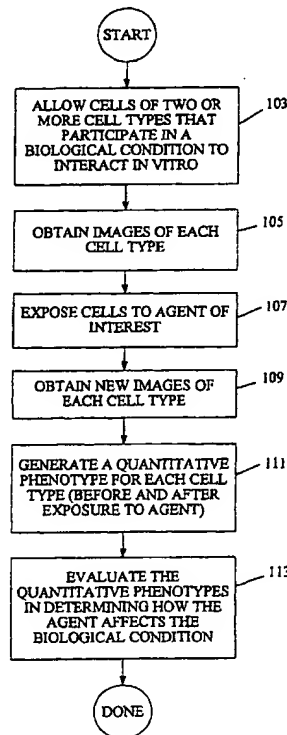 START
ALLOW CELLS OF TWO OR
MORE CELL TYPES THAT
PARTICIPATE IN A
BIOLOGICAL CONDITION TO
INTERACT IN VITRO
103
OBTAIN IMAGES OF EACH
CELL TYPE
105
EXPOSE CELLS TO AGENT OF
INTEREST
107
OBTAIN NEW IMAGES OF
EACH CELL TYPE
109
GENERATE A QUANTITATIVE
PHENOTYPE FOR EACH CELL
TYPE (BEFORE AND AFTER
EXPOSURE TO AGENT)
111
EVALUATE THE
QUANTITATIVE PHENOTYPES
IN DETERMINING HOW THE
AGENT AFFECTS THE
BIOLOGICAL CONDITION
113
DONE